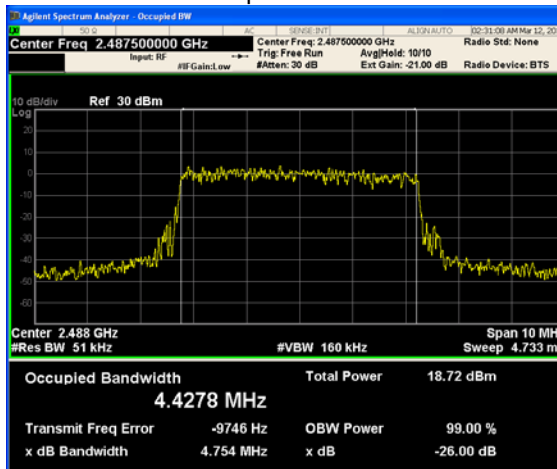 Agilent Spectrum Analyzer - Occupied BW
50 Ω AC SENSE:INT ALIGN AUTO 02:31:08 AM Mar 12, 20
Center Freq 2.487500000 GHz
Center Freq: 2.487500000 GHz Radio Std: None
Input: RF Trig: Free Run Avg|Hold: 10/10
#IFGain:Low #Atten: 30 dB Ext Gain: -21.00 dB Radio Device: BTS
10 dB/div Ref 30 dBm
Log
20
10
0
-10
-20
-30
-40
-50
-60
Center 2.488 GHz Span 10 MH
#Res BW 51 kHz #VBW 160 kHz Sweep 4.733 m
Occupied Bandwidth Total Power 18.72 dBm
4.4278 MHz
Transmit Freq Error -9746 Hz OBW Power 99.00 %
x dB Bandwidth 4.754 MHz x dB -26.00 dB